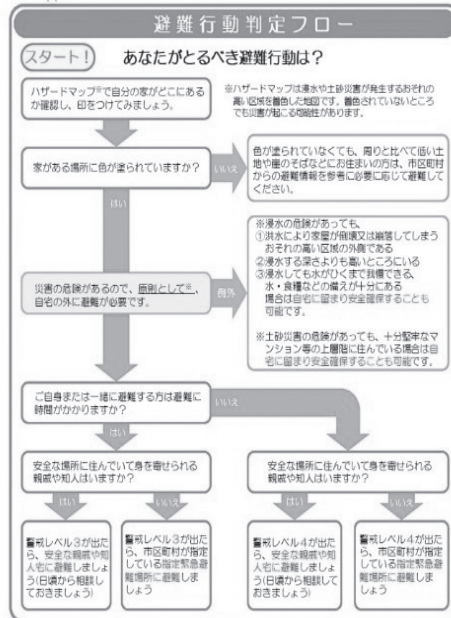 避難行動判定フロー
スタート！
あなたがとるべき避難行動は？
ハザードマップ※で自分の家がどこにあるか確認し、印をつけてみましょう。
※ハザードマップは浸水や土砂災害が発生するおそれの
高い区域を着色した地図です。着色されていないところ
でも災害が起こる可能性があります。
家がある場所に色が塗られていますか？
いいえ
色が塗られていなくても、周りと比べて低い土
地や崖のそばなどにお住まいの方は、市区町村
からの避難情報を参考に必要に応じて避難して
ください。
はい
災害の危険があるので、原則として※、
自宅の外に避難が必要です。
例外
※浸水の危険があっても、
①洪水により家屋が倒壊又は崩落してしまう
おそれの高い区域の外側である
②浸水する深さよりも高いところにいる
③浸水しても水がひくまで我慢できる、
水・食糧などの備えが十分にある
場合は自宅に留まり安全確保することも
可能です。
※土砂災害の危険があっても、十分堅牢な
マンション等の上層階に住んでいる場合は自
宅に留まり安全確保することも可能です。
ご自身または一緒に避難する方は避難に
時間がかかりますか？
はい
いいえ
安全な場所に住んでいて身を寄せられる
親戚や知人はいますか？
はい
いいえ
警戒レベル3が出た
ら、安全な親戚や知
人宅に避難しましょ
う(日頃から相談し
ておきましょう)
警戒レベル3が出た
ら、市区町村が指定
している指定緊急避
難場所に避難しまし
ょう
安全な場所に住んでいて身を寄せられる
親戚や知人はいますか？
はい
いいえ
警戒レベル4が出た
ら、安全な親戚や知
人宅に避難しましょ
う(日頃から相談して
おきましょう)
警戒レベル4が出た
ら、市区町村が指定
している指定緊急避
難場所に避難しまし
ょう